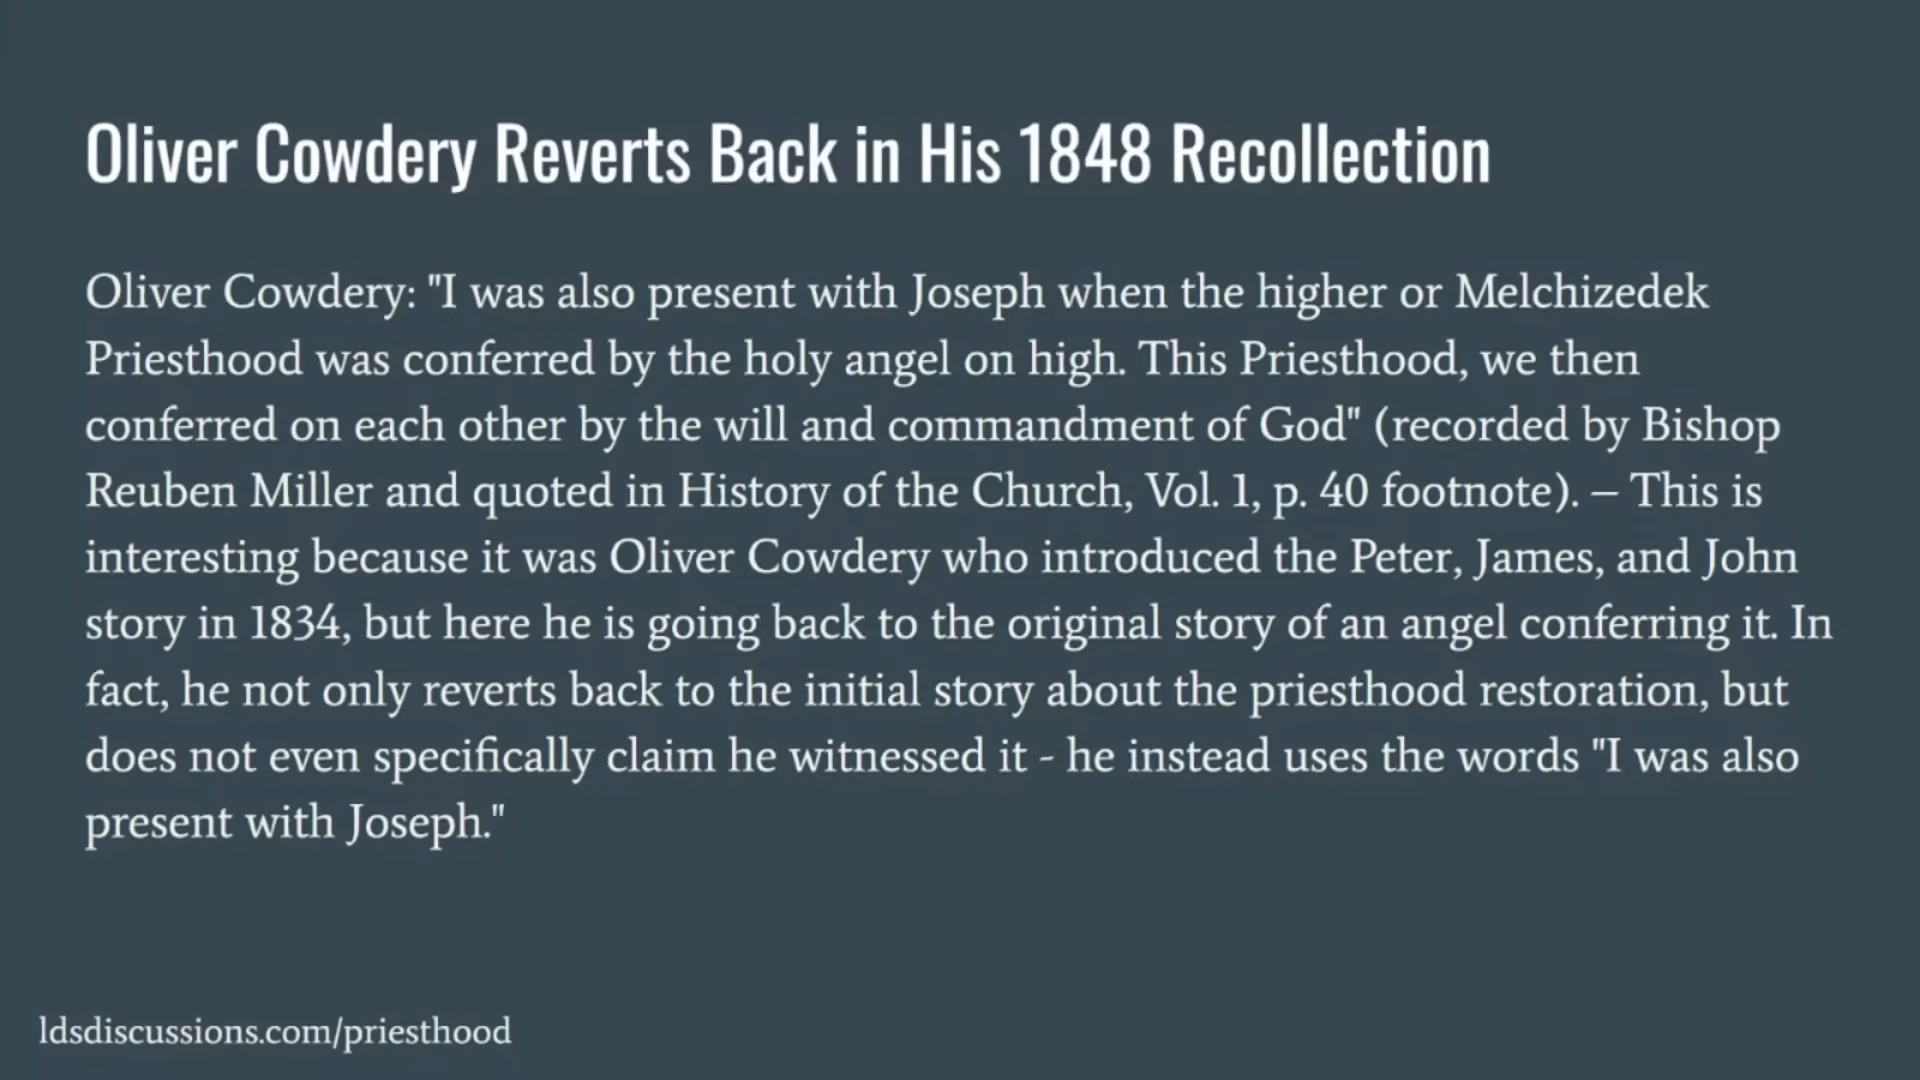 Oliver Cowdery Reverts Back in His 1848 Recollection
Oliver Cowdery: "I was also present with Joseph when the higher or Melchizedek
Priesthood was conferred by the holy angel on high. This Priesthood, we then
conferred on each other by the will and commandment of God" (recorded by Bishop
Reuben Miller and quoted in History of the Church, Vol. 1, p. 40 footnote). – This is
interesting because it was Oliver Cowdery who introduced the Peter, James, and John
story in 1834, but here he is going back to the original story of an angel conferring it. In
fact, he not only reverts back to the initial story about the priesthood restoration, but
does not even specifically claim he witnessed it - he instead uses the words "I was also
present with Joseph."
ldsdiscussions.com/priesthood